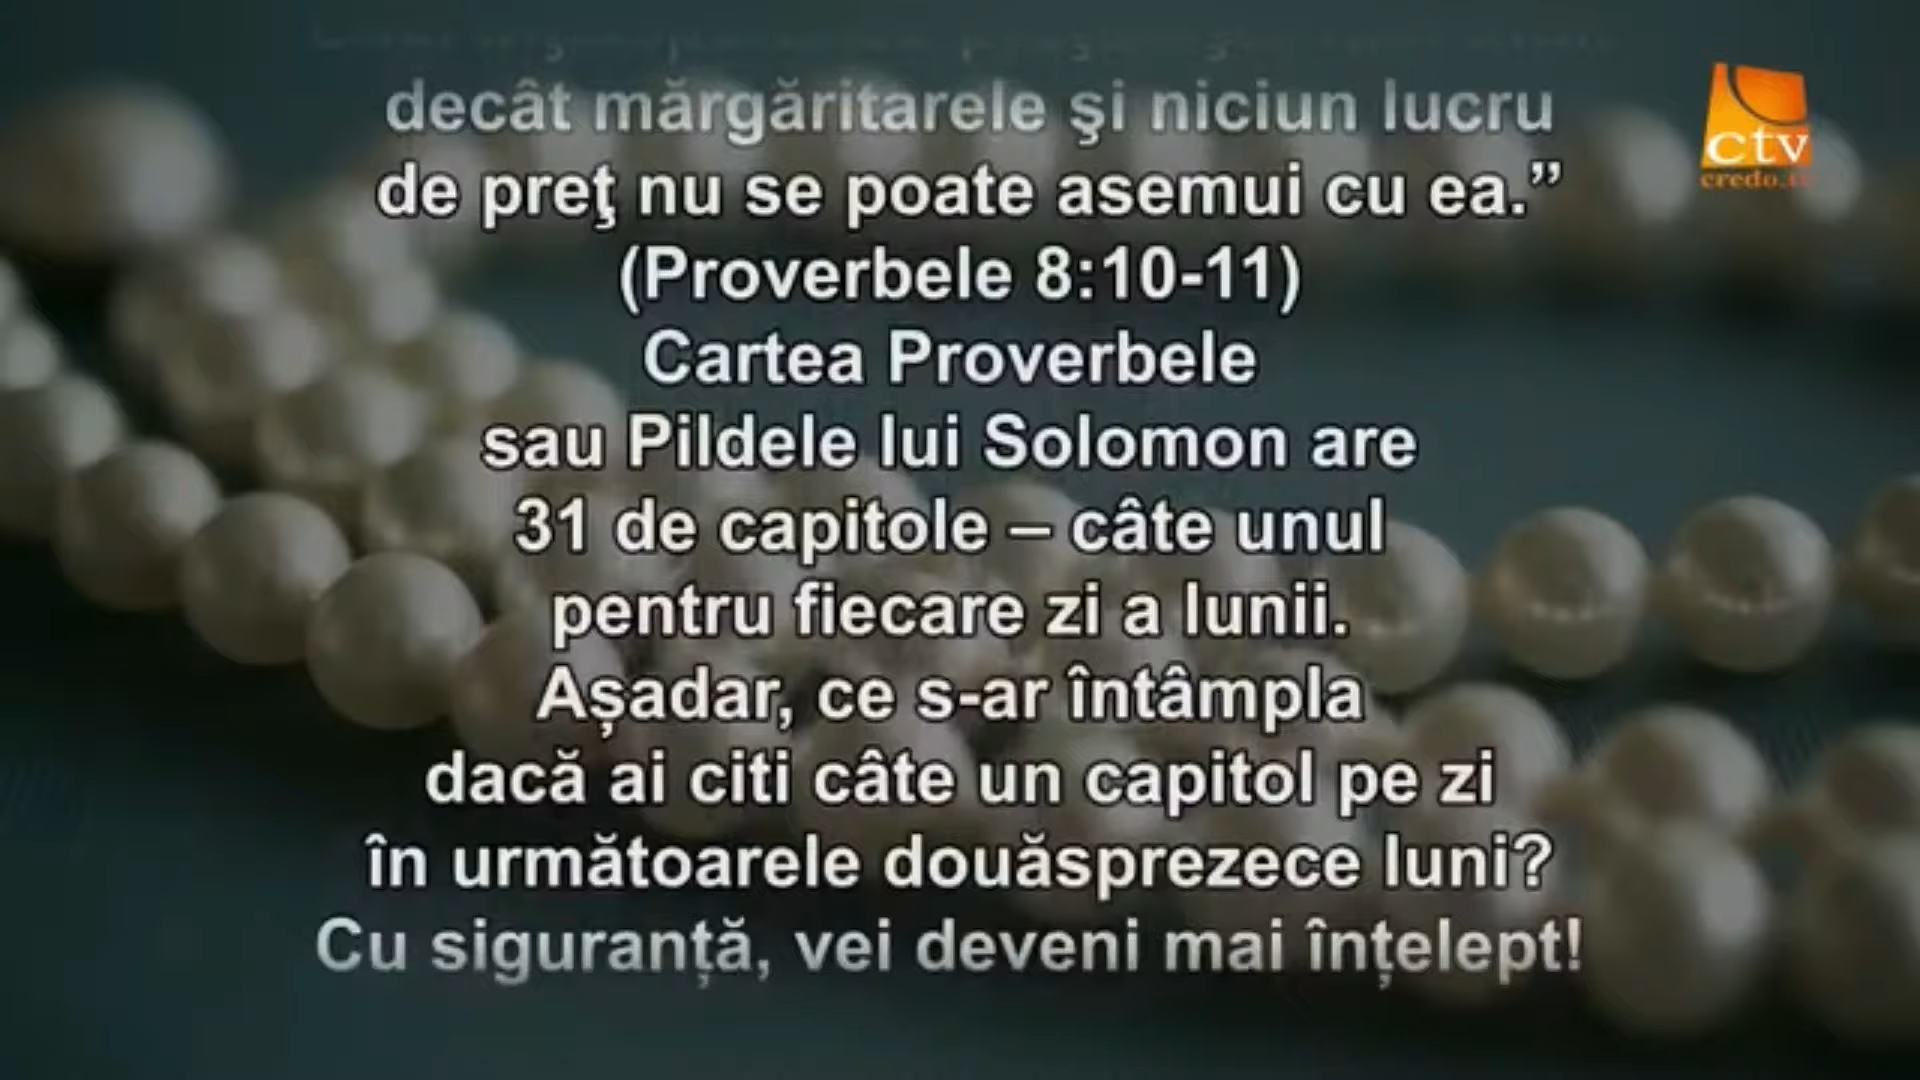 decât mărgăritarele şi niciun lucru
de preţ nu se poate asemui cu ea.”
(Proverbele 8:10-11)
Cartea Proverbele
sau Pildele lui Solomon are
31 de capitole – câte unul
pentru fiecare zi a lunii.
Așadar, ce s-ar întâmpla
dacă ai citi câte un capitol pe zi
în următoarele douăsprezece luni?
Cu siguranță, vei deveni mai înțelept!
ctv